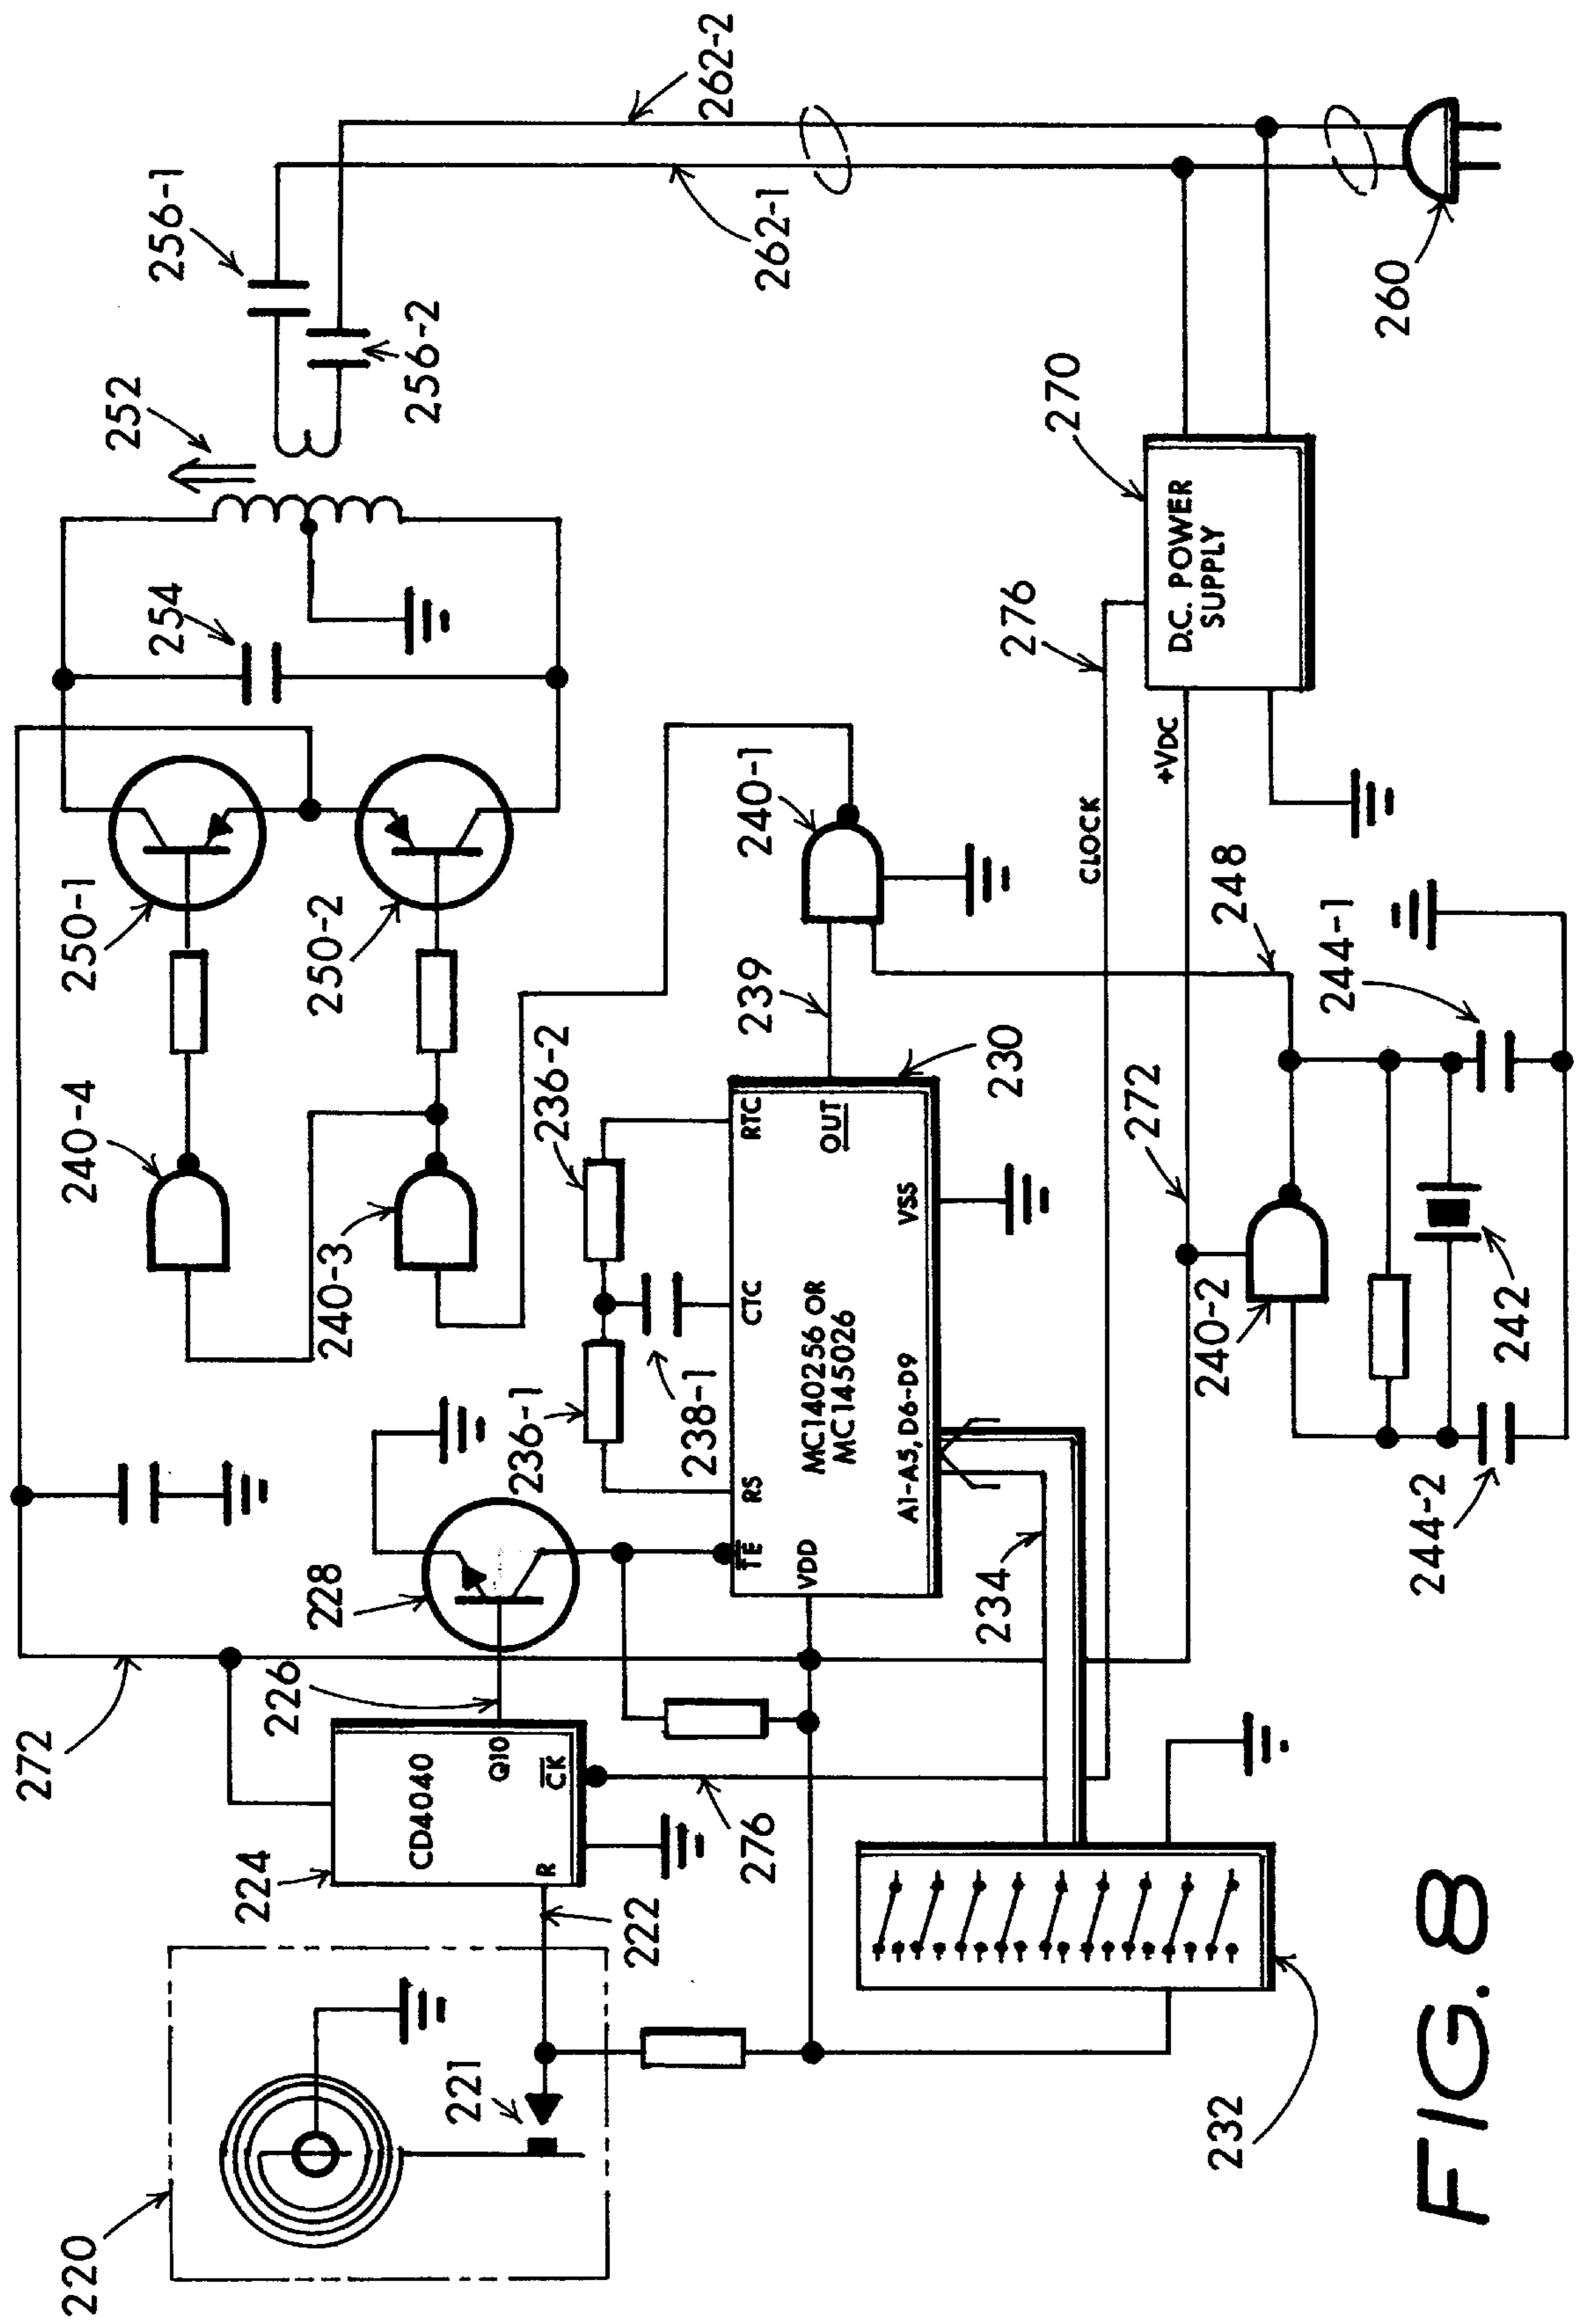 220
221
222
272
224
CD4040
R
Q10
CK
226
276
228
232
234
236-1
RS
238-1
CTC
236-2
RTC
TE
VDD
MC140256 OR
MC145026
A1-A5, D6-D9
VSS
OUT
230
239
240-4
240-3
250-1
250-2
254
252
256-1
256-2
262-2
262-1
240-1
CLOCK
276
+VDC
D.C. POWER
SUPPLY
270
260
272
248
240-2
242
244-1
244-2
FIG. 8